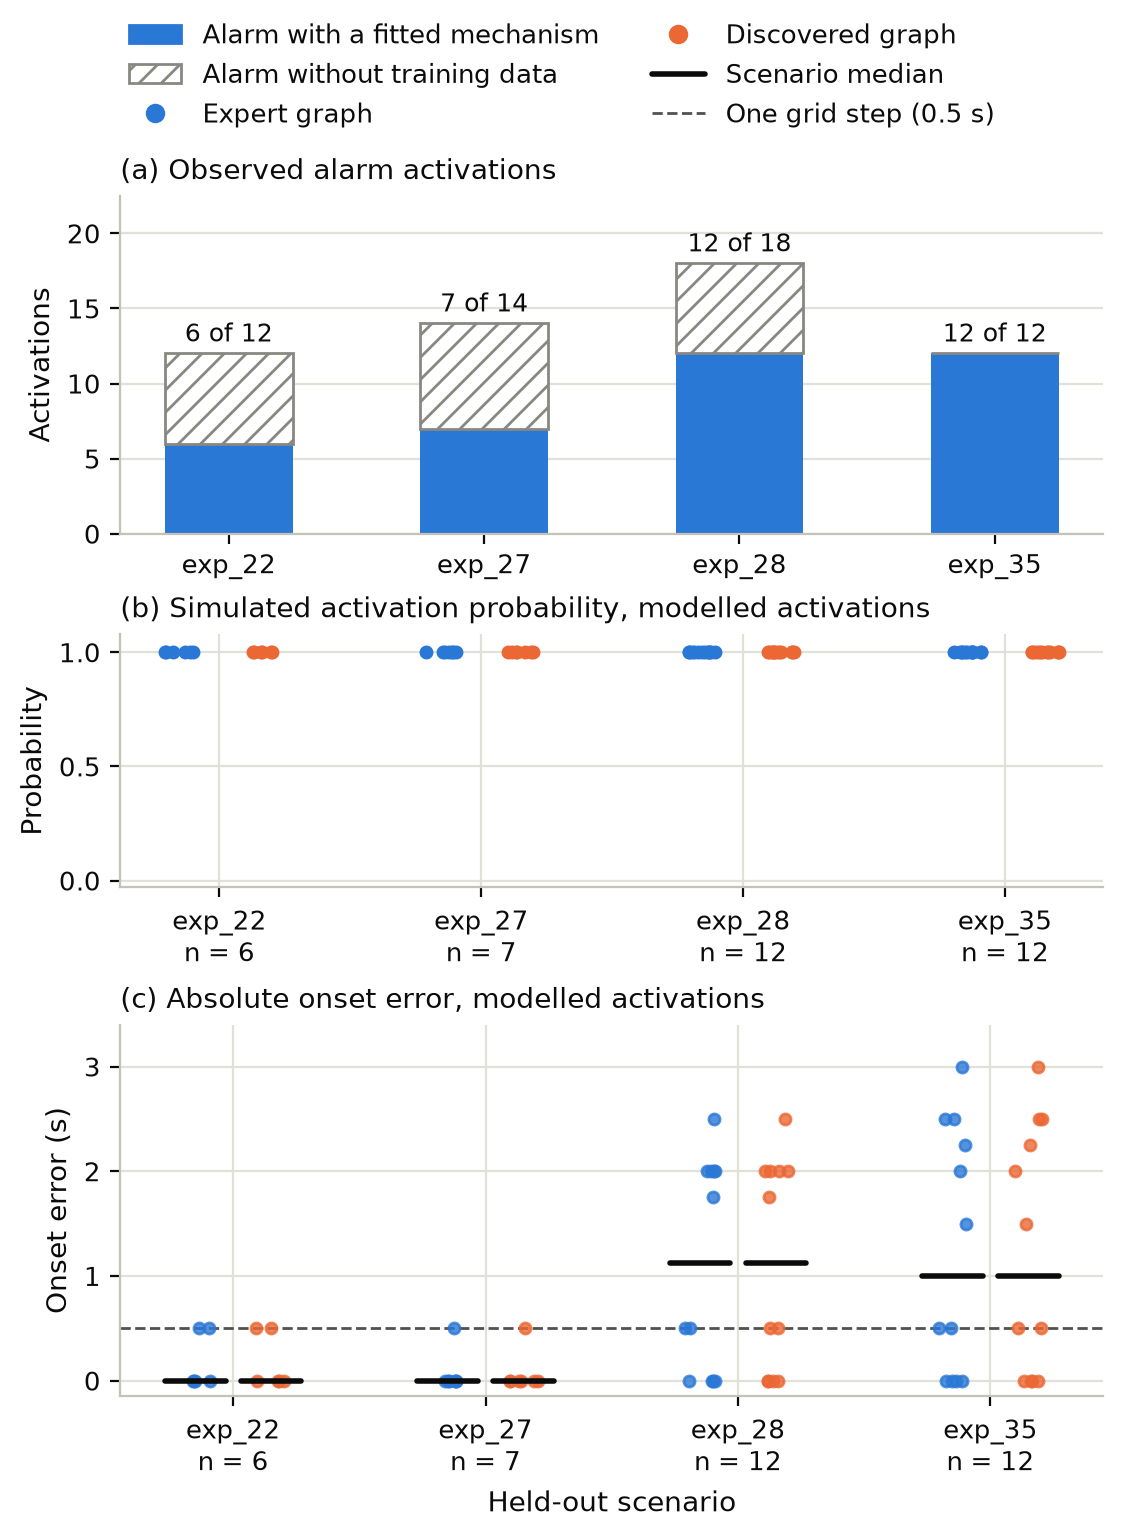 Alarm with a fitted mechanism
Alarm without training data
Expert graph
Discovered graph
Scenario median
One grid step (0.5 s)
(a) Observed alarm activations
Activations
20
15
10
5
0
6 of 12
7 of 14
12 of 18
12 of 12
exp_22
exp_27
exp_28
exp_35
(b) Simulated activation probability, modelled activations
Probability
1.0
0.5
0.0
exp_22
n = 6
exp_27
n = 7
exp_28
n = 12
exp_35
n = 12
(c) Absolute onset error, modelled activations
Onset error (s)
3
2
1
0
exp_22
n = 6
exp_27
n = 7
exp_28
n = 12
exp_35
n = 12
Held-out scenario